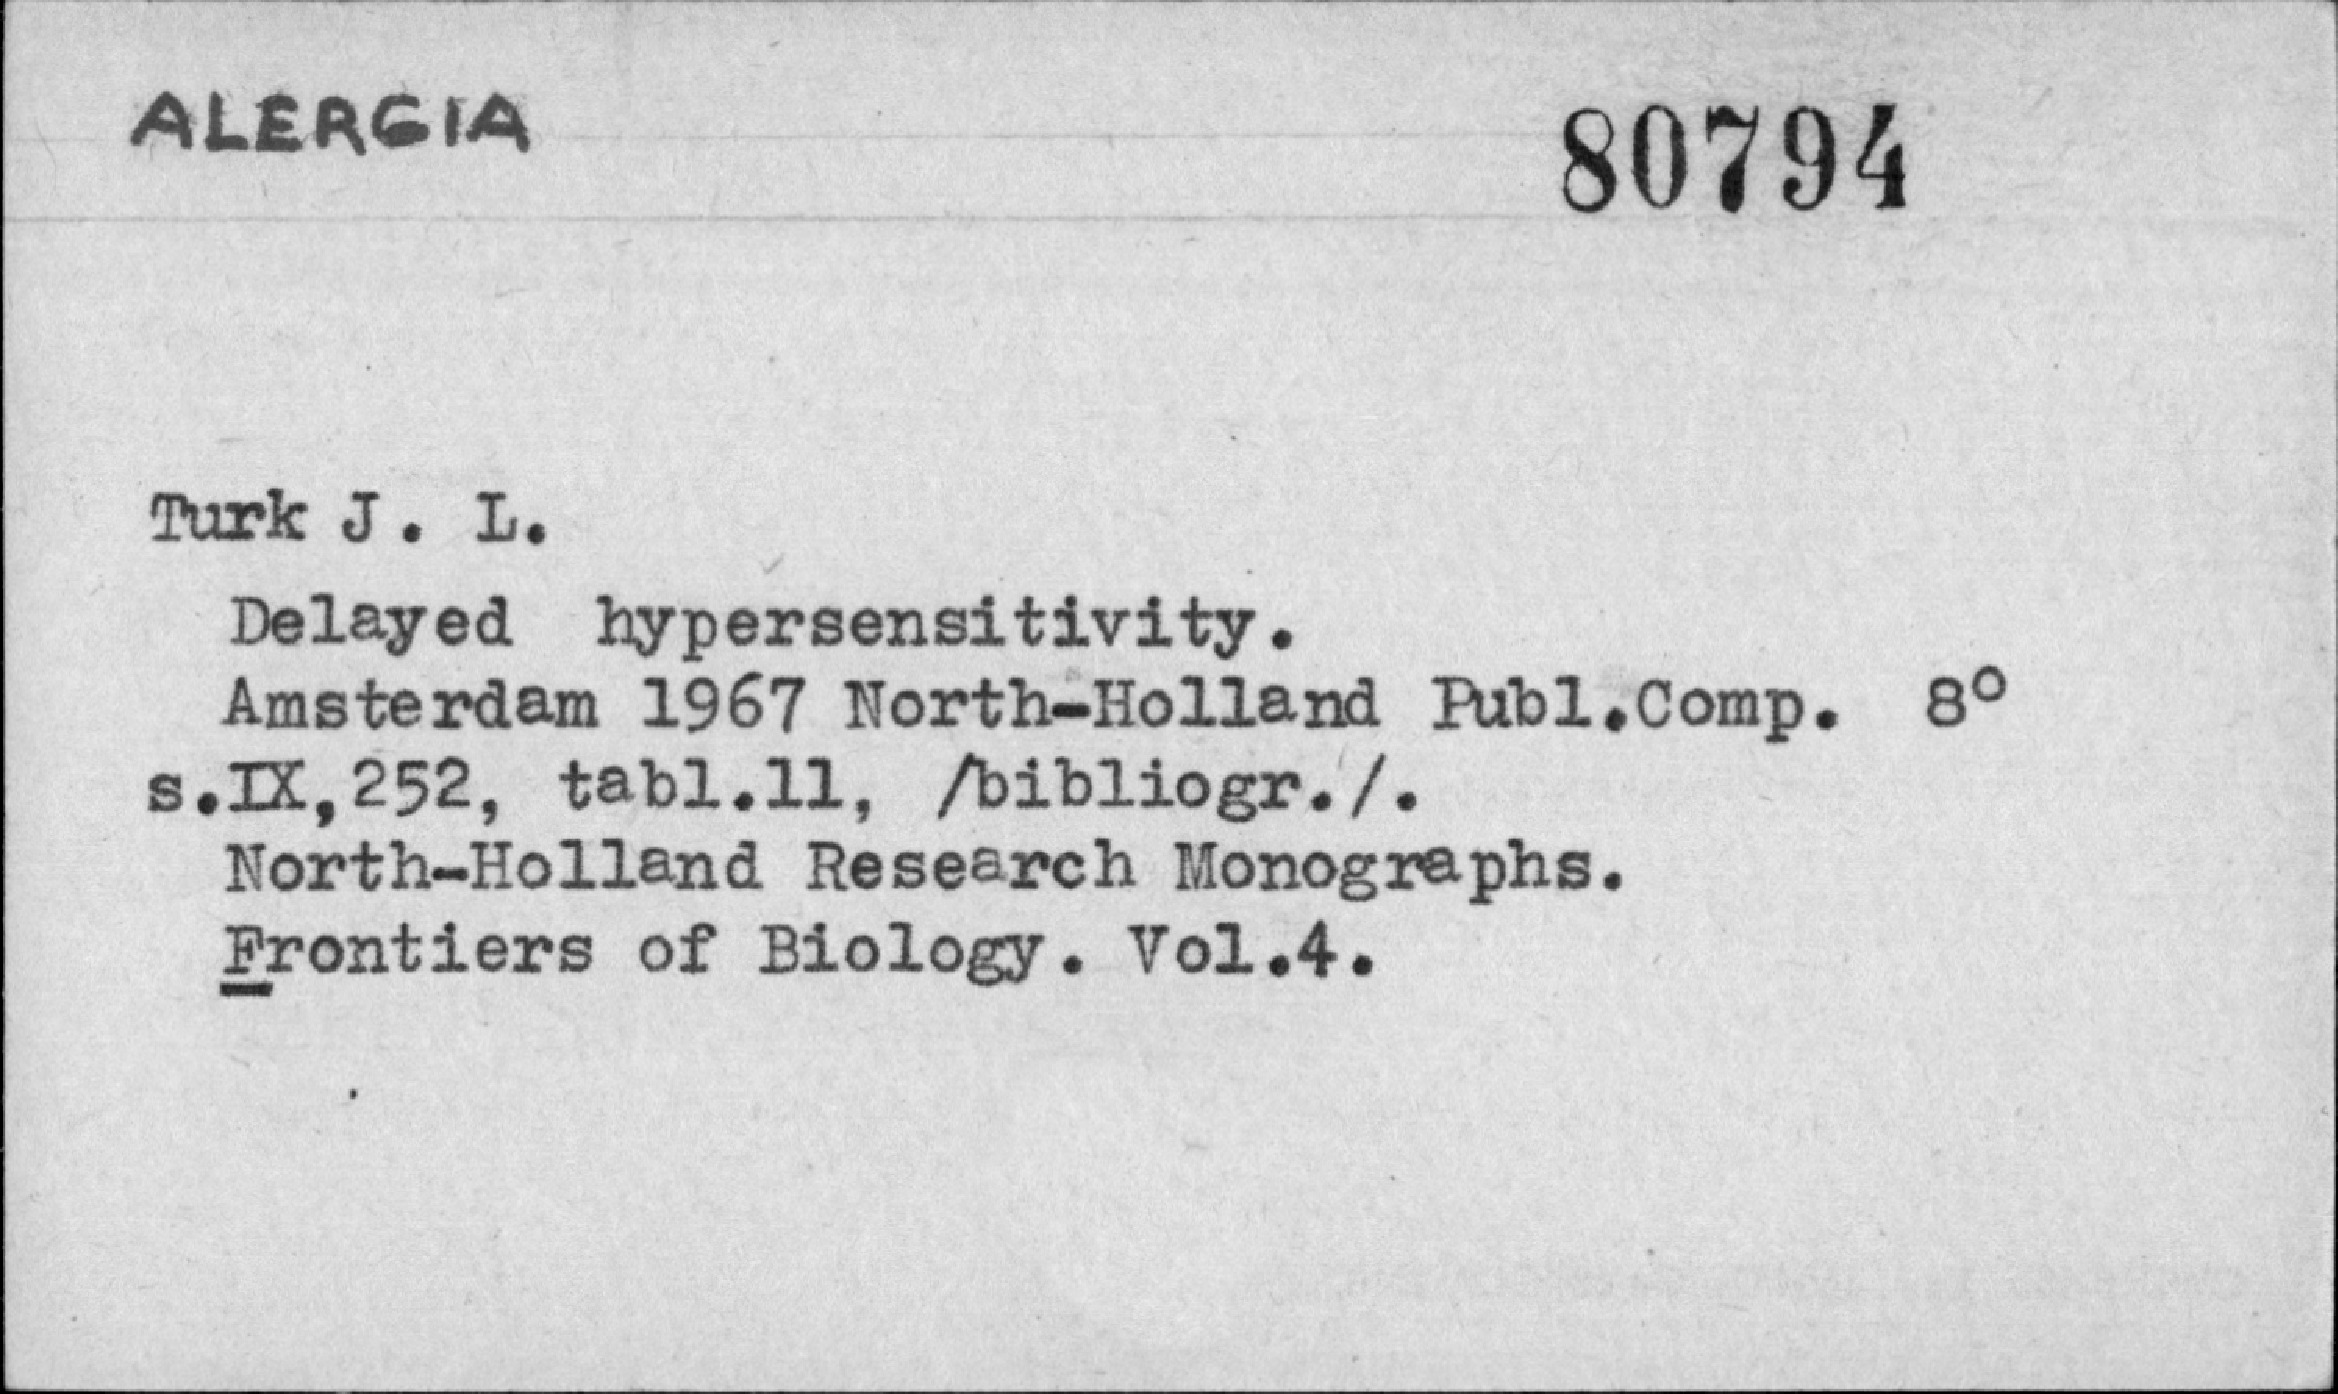 ALERGIA
80794
Turk J. L.
Delayed hypersensitivity.
Amsterdam 1967 North-Holland Publ.Comp. 8°
s.IX,252, tabl.11, /bibliogr./.
North-Holland Research Monographs.
Frontiers of Biology. Vol.4.